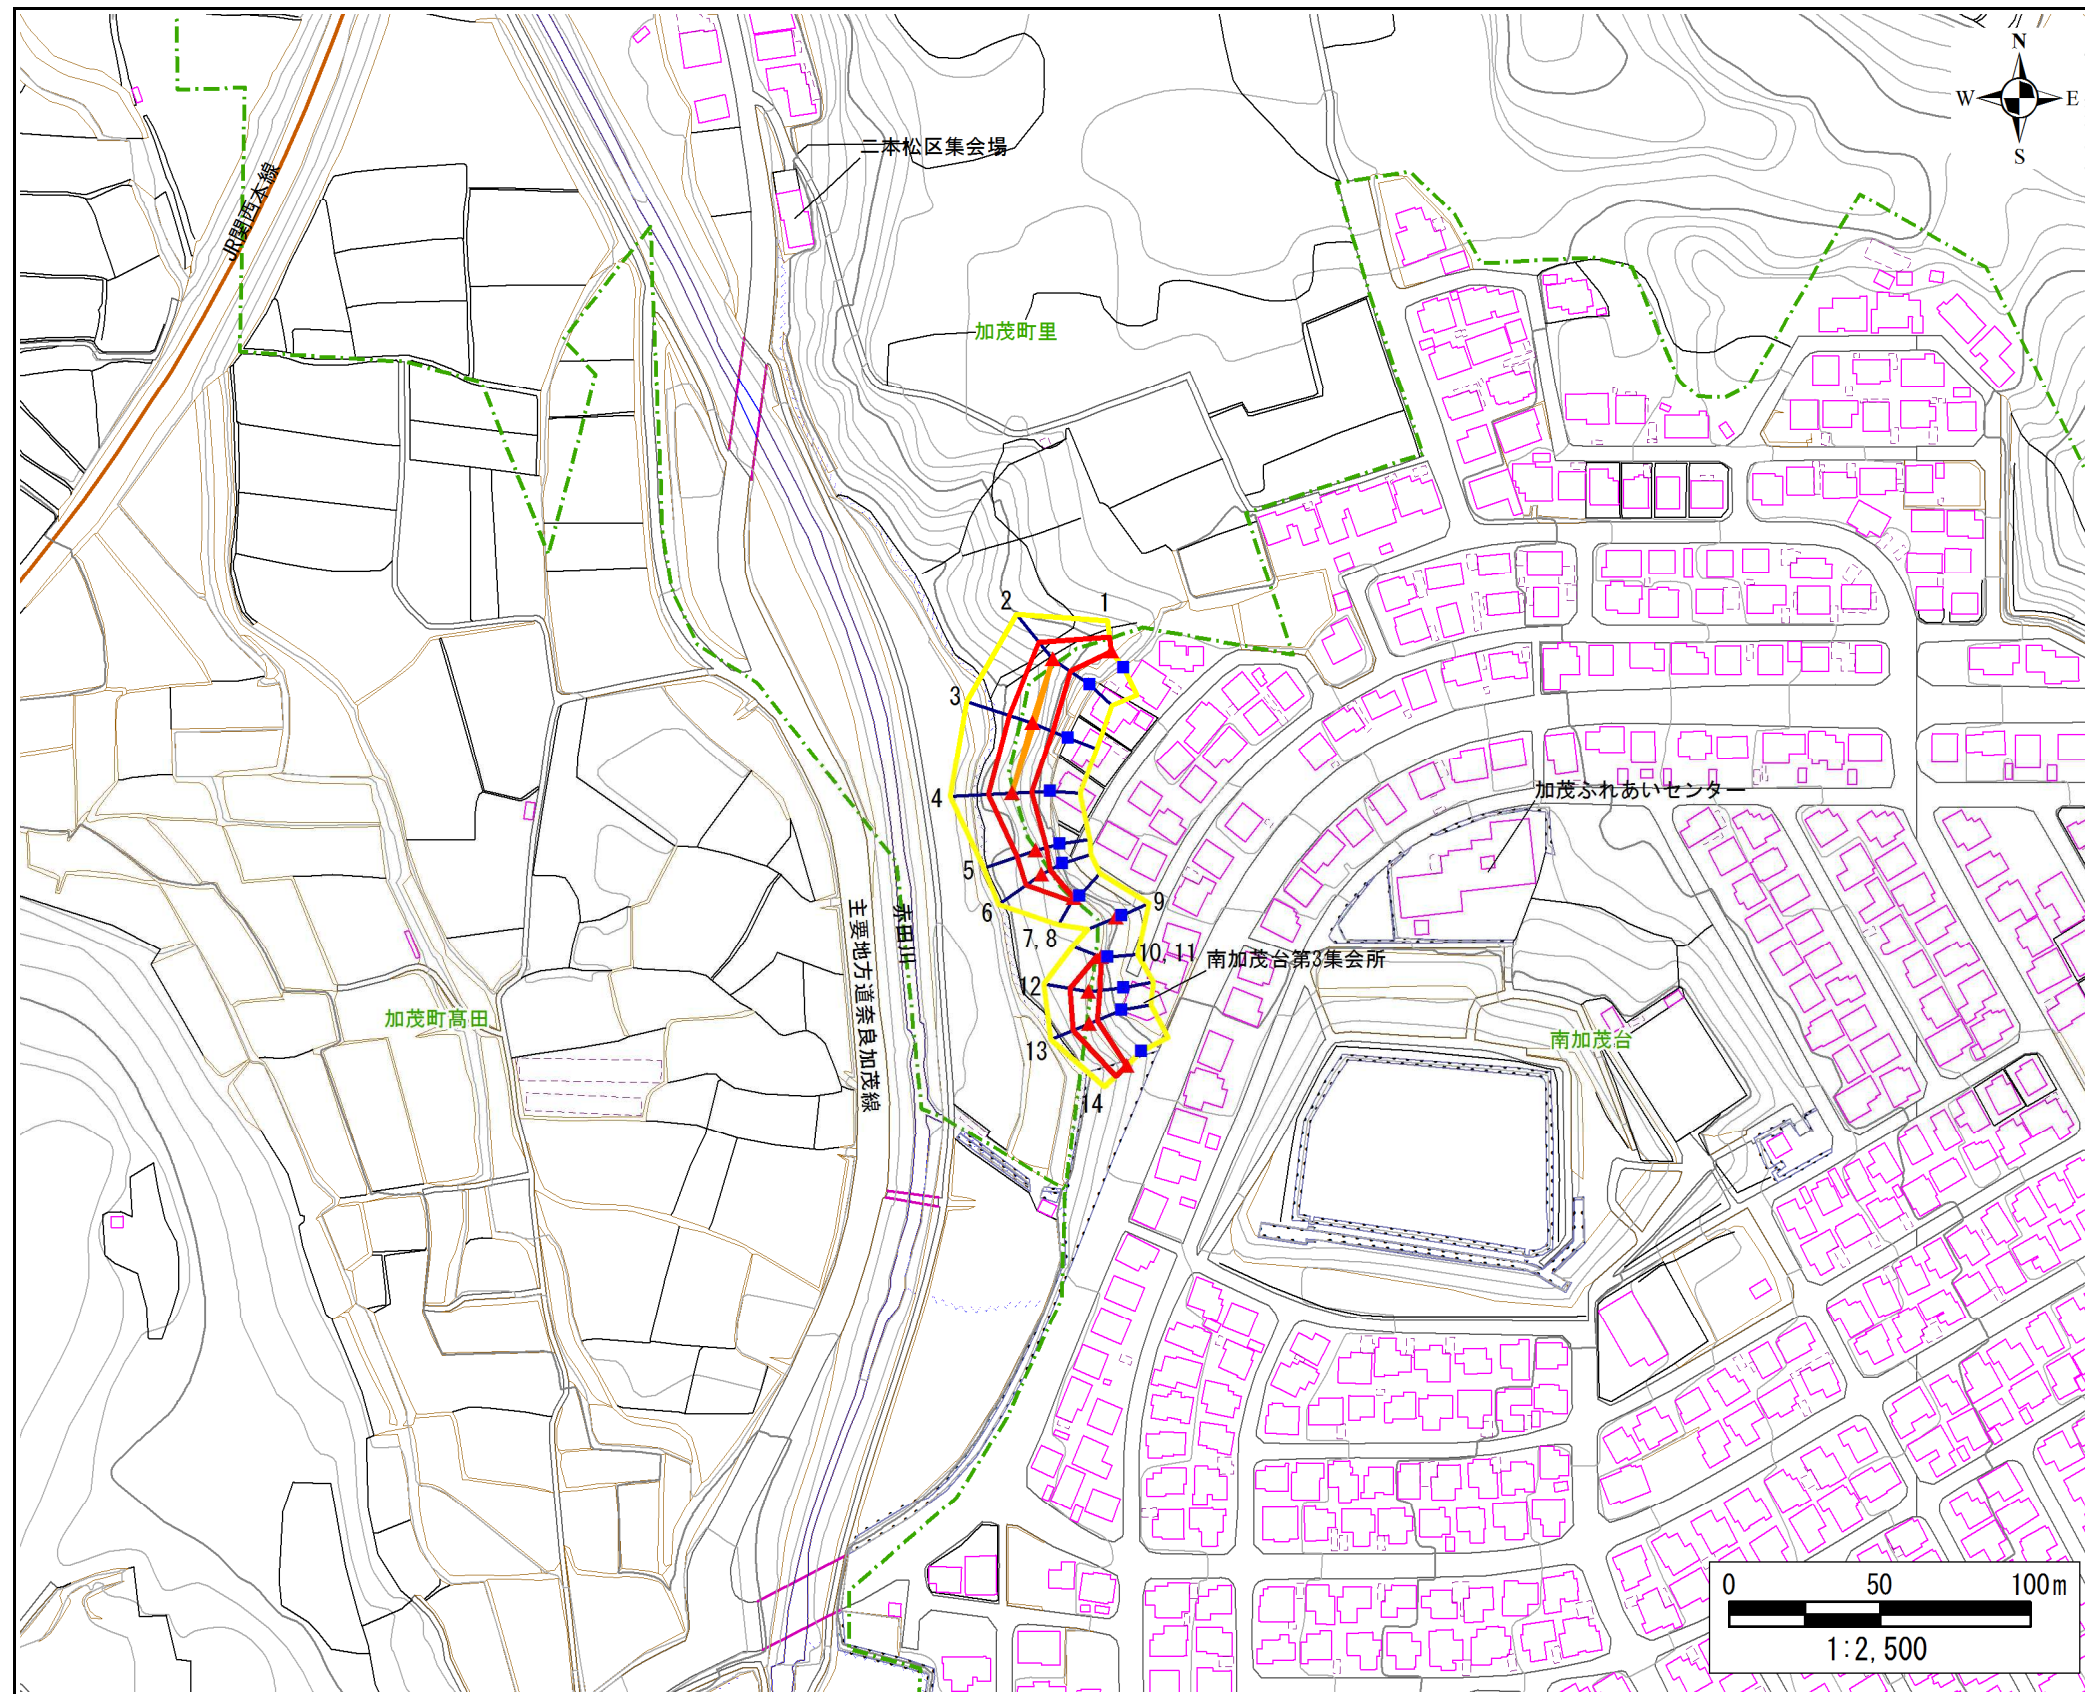 N
W
E
S
二本松区集会場
JR関西本線
加茂町里
2
1
3
4
加茂ふれあいセンター
5
6
9
7,8
10,11
南加茂台第3集会所
12
主要地方道奈良加茂線
赤田川
加茂町髙田
13
南加茂台
14
0
50
100m
1:2,500